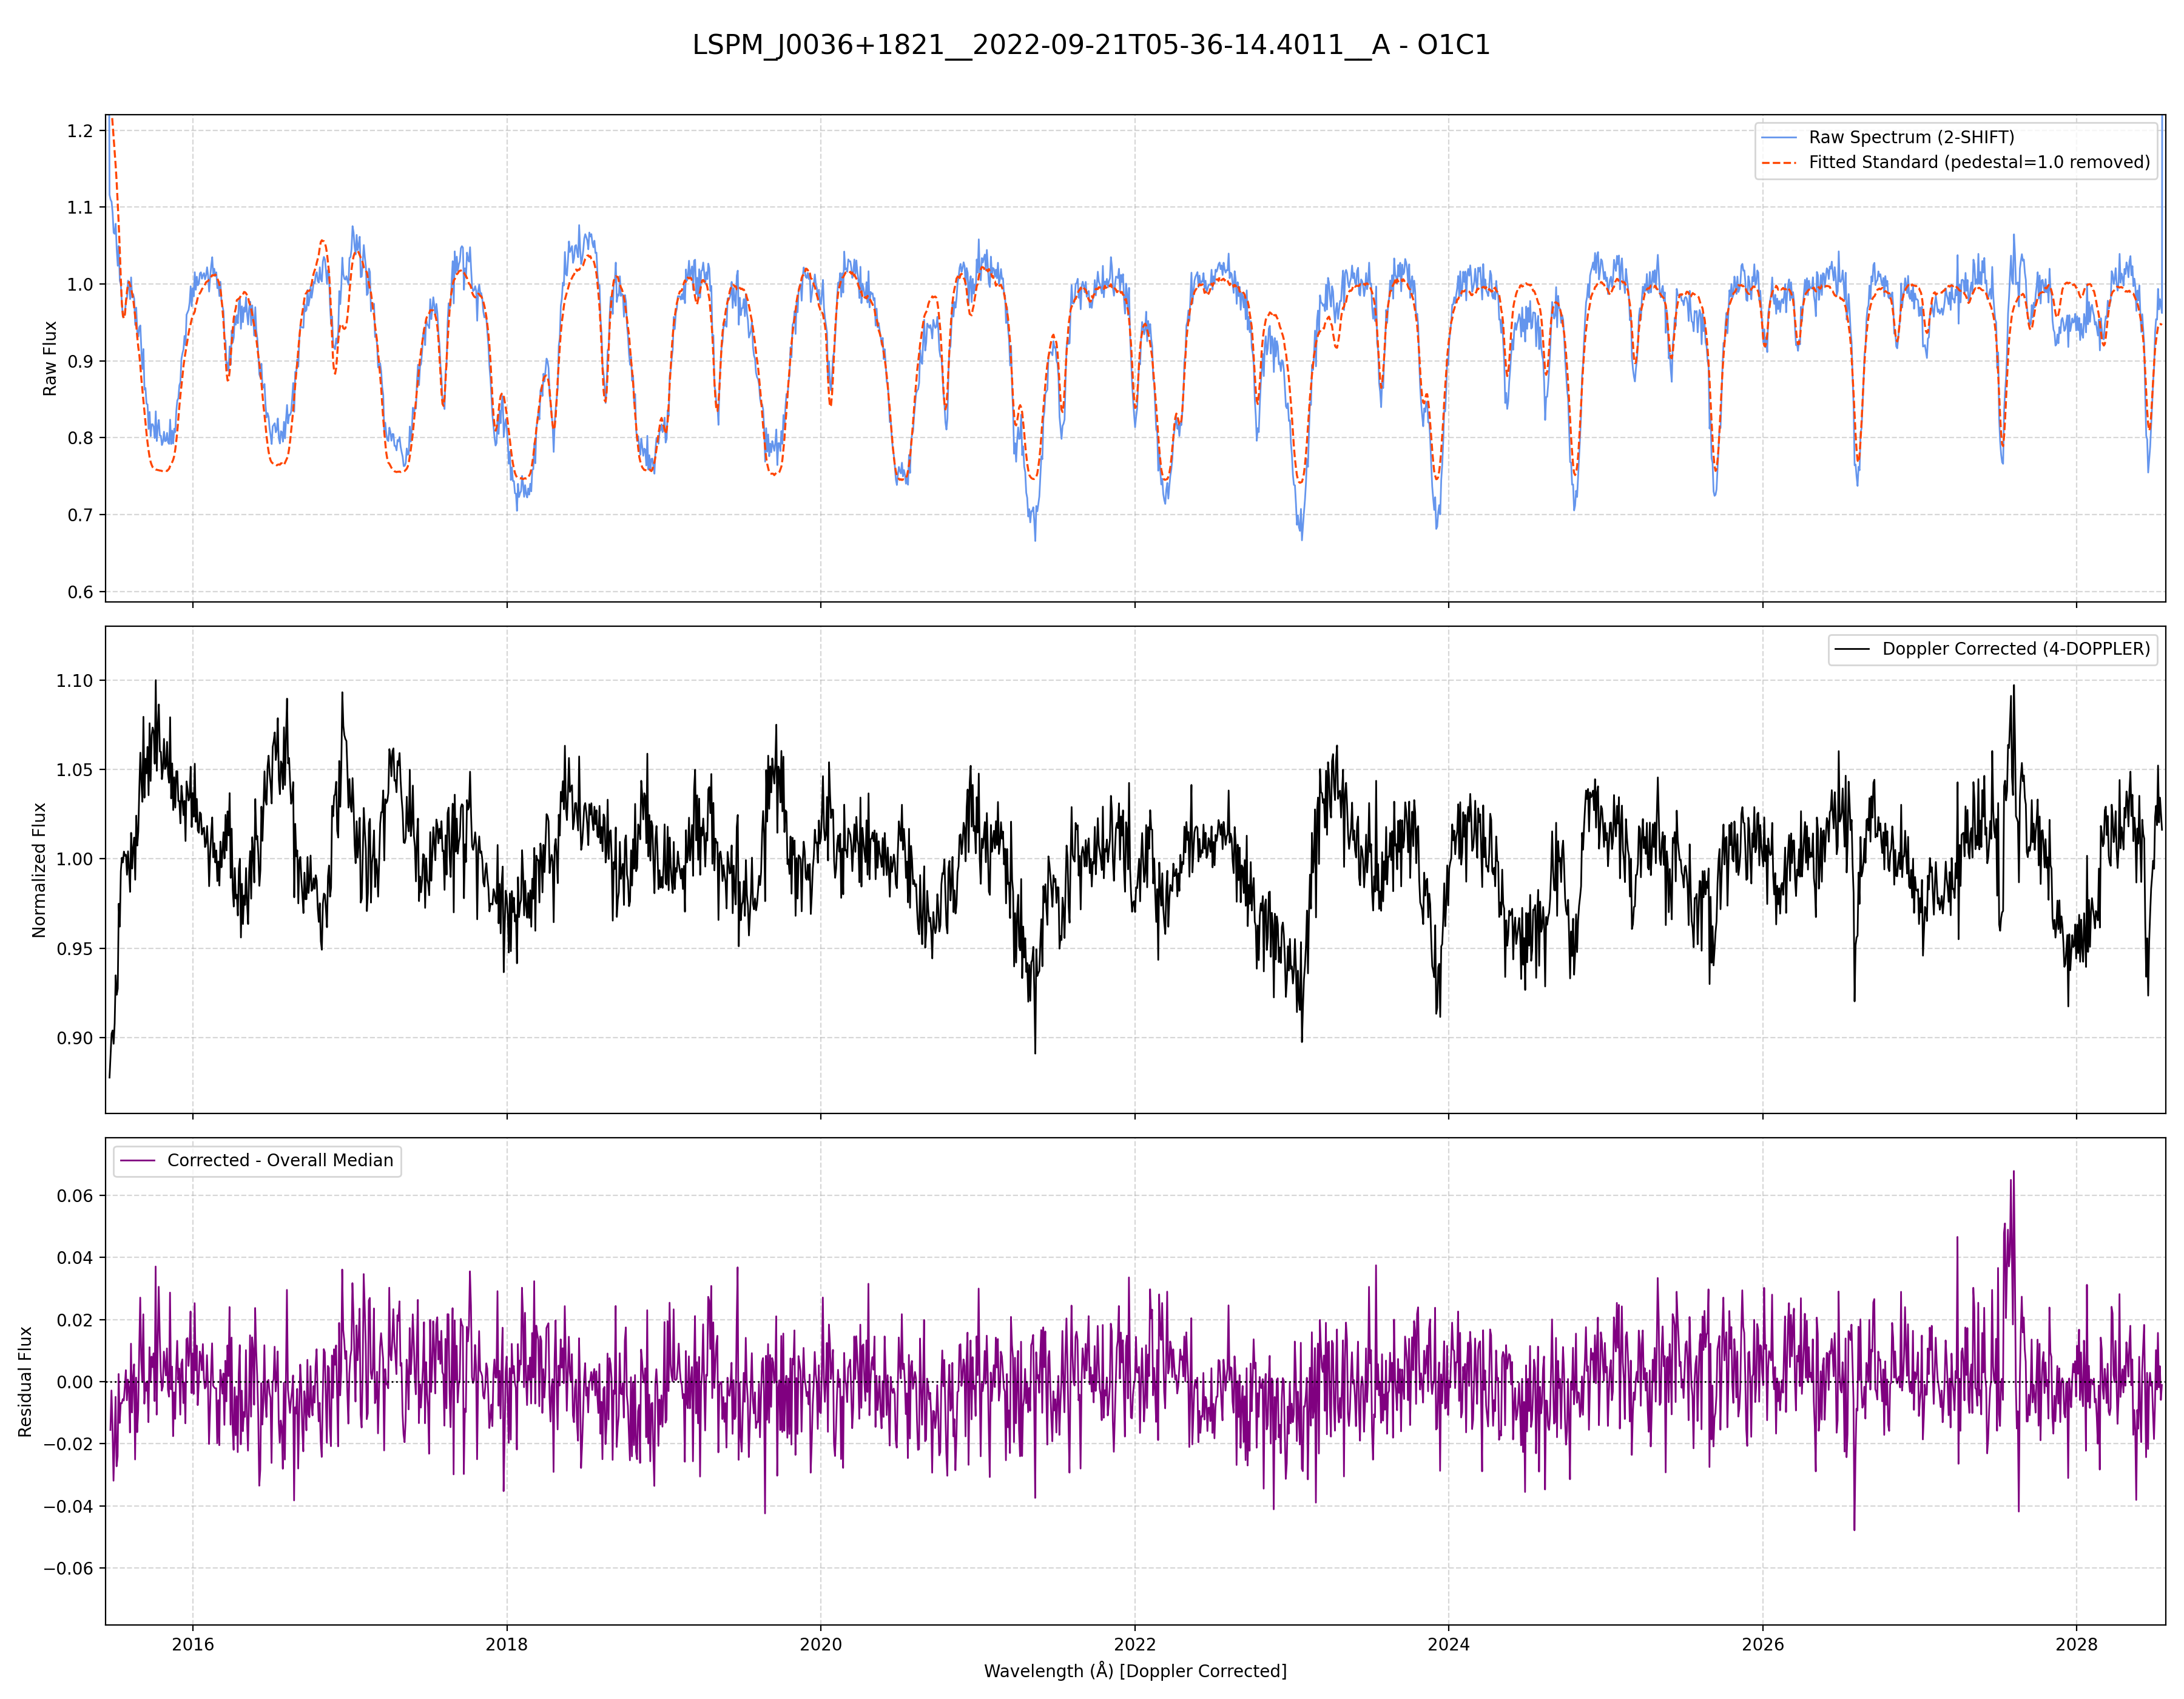 LSPM_J0036+1821__2022-09-21T05-36-14.4011__A - O1C1
1.2
1.1
1.0
0.9
0.8
0.7
0.6
Raw Flux
Raw Spectrum (2-SHIFT)
Fitted Standard (pedestal=1.0 removed)
1.10
1.05
1.00
0.95
0.90
Normalized Flux
Doppler Corrected (4-DOPPLER)
0.06
0.04
0.02
0.00
−0.02
−0.04
−0.06
Residual Flux
Corrected - Overall Median
2016 2018 2020 2022 2024 2026 2028
Wavelength (Å) [Doppler Corrected]